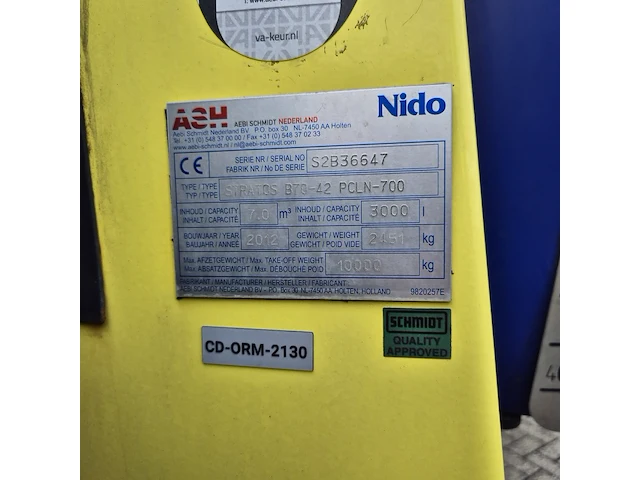 va-keur.nl
ASH AEBI SCHMIDT NEDERLAND Nido
Aebi Schmidt Nederland BV P.O. box 30 NL-7450 AA Holten
Tel. +31 (0) 548 37 00 00 / Fax +31 (0) 548 37 02 33
www.aebi-schmidt.nl nl@aebi-schmidt.com
CE SERIE NR / SERIAL NO S2B36647
FABRIK NR / No DE SERIE
TYPE / TYPE STRATOS B70-42 PCLN-700
TYP / TYPE
INHOUD / CAPACITY 7.0 m³ INHOUD / CAPACITY 3000 l
INHALT / CAPACITÉ INHALT / CAPACITÉ
BOUWJAAR / YEAR 2012 GEWICHT / WEIGHT 2451 kg
BAUJAHR / ANNÉE GEWICHT / POID VIDE
MAX. AFZETGEWICHT / MAX. TAKE-OFF WEIGHT 10000 kg
MAX. ABSATZGEWICHT / MAX. DÉBOUCHE POID
FABRIKANT / MANUFACTURER / HERSTELLER / FABRICANT:
AEBI SCHMIDT NEDERLAND BV - P.O. Box 30, NL-7450 AA HOLTEN, HOLLAND 9820257E
SCHMIDT
QUALITY
APPROVED
CD-ORM-2130